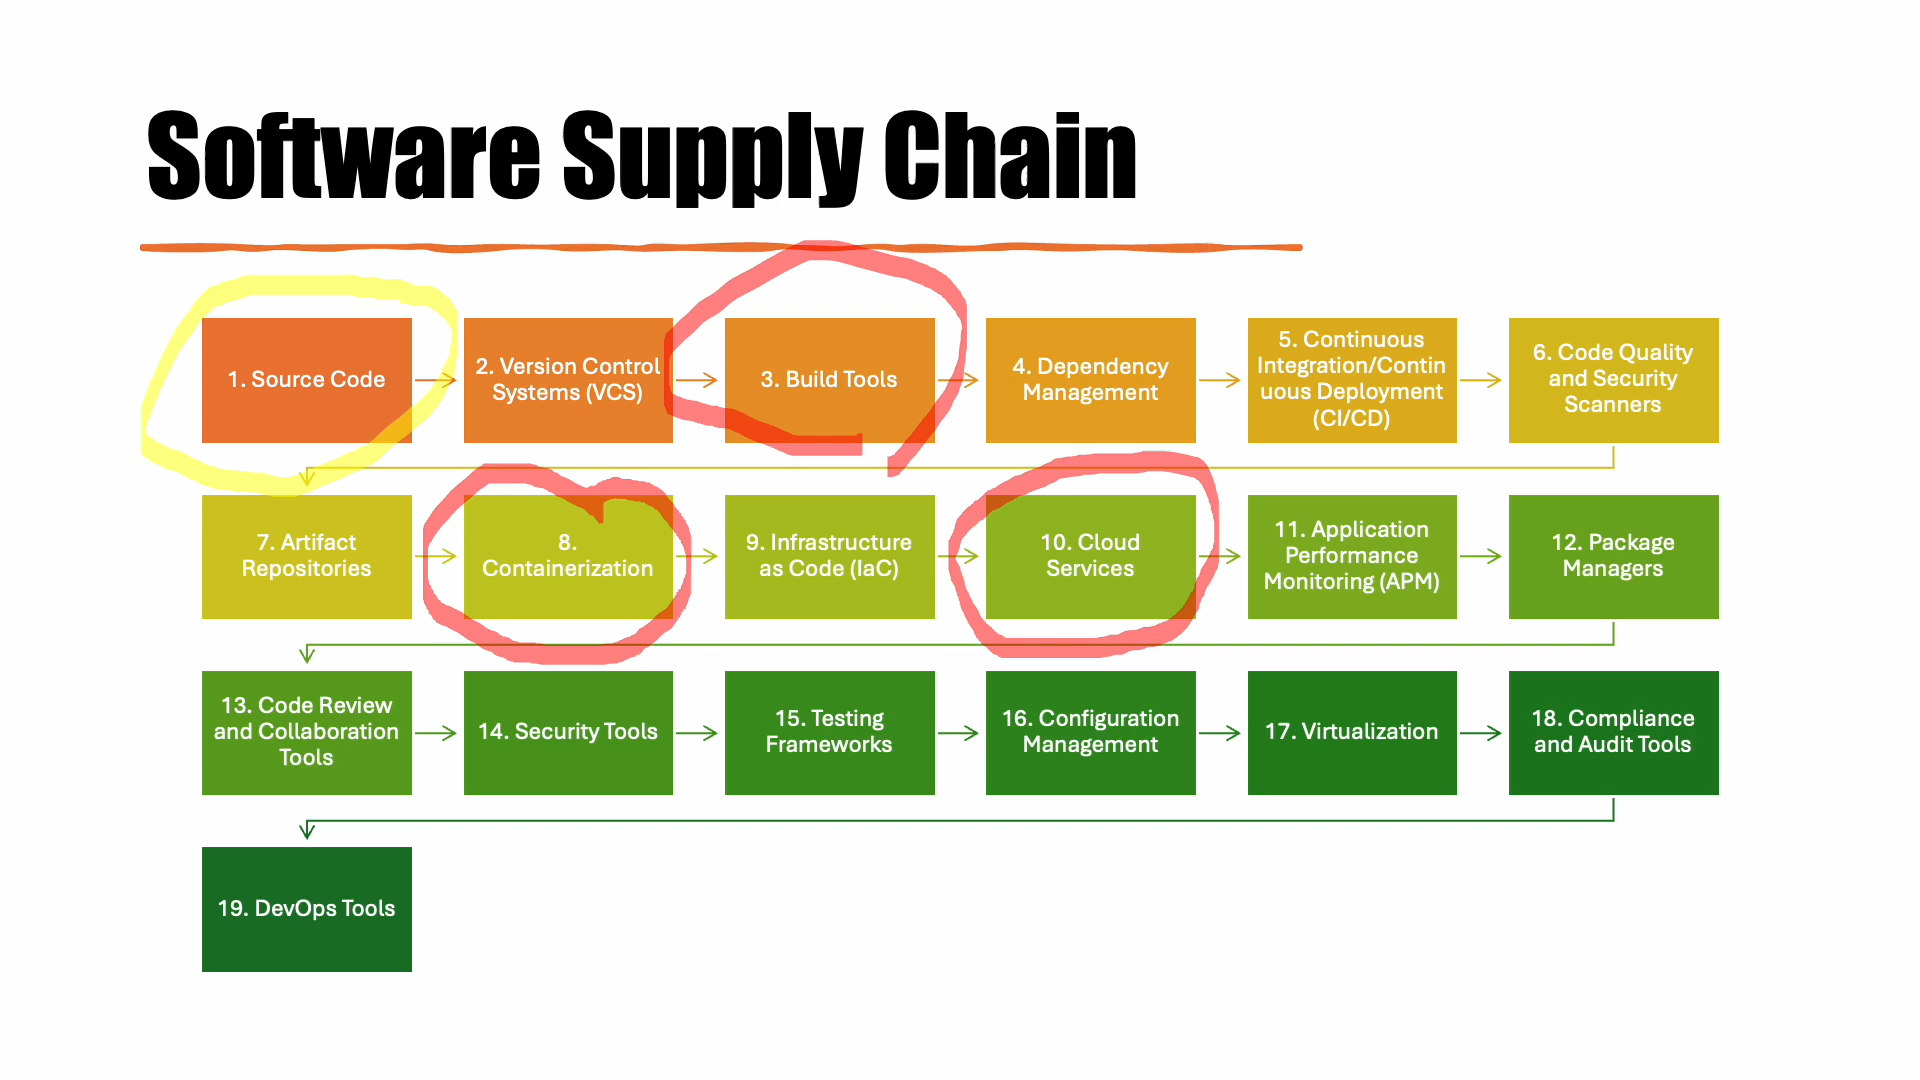 Software Supply Chain
1. Source Code
2. Version Control
Systems (VCS)
3. Build Tools
4. Dependency
Management
5. Continuous
Integration/Contin
uous Deployment
(CI/CD)
6. Code Quality
and Security
Scanners
7. Artifact
Repositories
8.
Containerization
9. Infrastructure
as Code (IaC)
10. Cloud
Services
11. Application
Performance
Monitoring (APM)
12. Package
Managers
13. Code Review
and Collaboration
Tools
14. Security Tools
15. Testing
Frameworks
16. Configuration
Management
17. Virtualization
18. Compliance
and Audit Tools
19. DevOps Tools